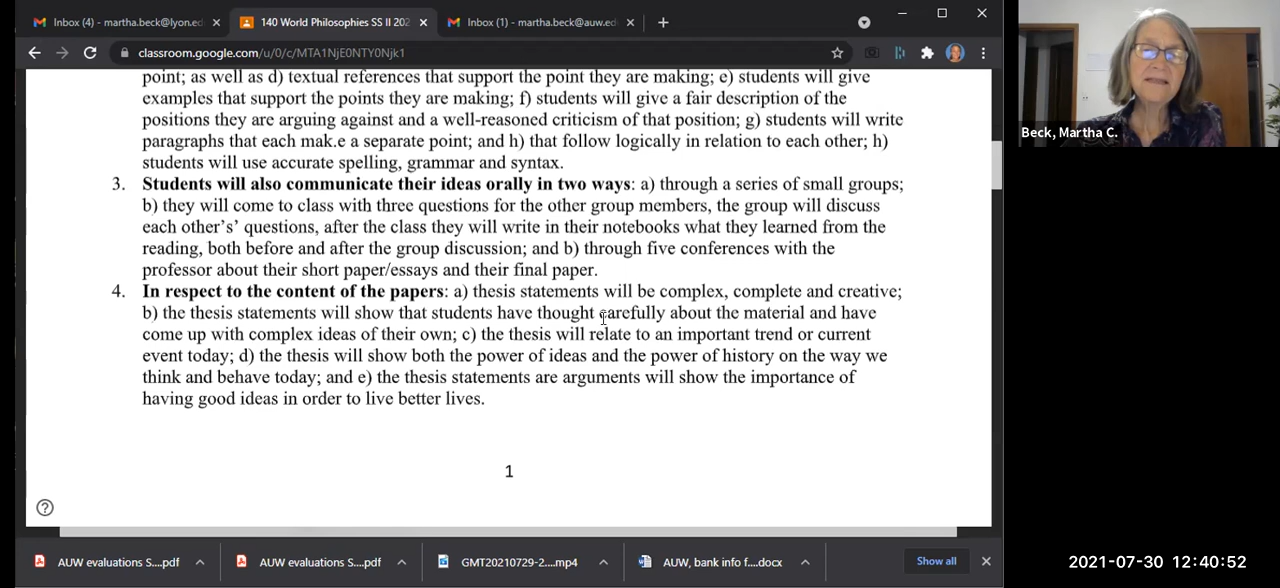 Inbox (4) - martha.beck@lyon.ed
140 World Philosophies SS II 202
Inbox (1) - martha.beck@auw.ed
classroom.google.com/u/0/c/MTA1NjE0NTY0Njk1
point; as well as d) textual references that support the point they are making; e) students will give
examples that support the points they are making; f) students will give a fair description of the
positions they are arguing against and a well-reasoned criticism of that position; g) students will write
paragraphs that each mak.e a separate point; and h) that follow logically in relation to each other; h)
students will use accurate spelling, grammar and syntax.
3. Students will also communicate their ideas orally in two ways: a) through a series of small groups;
b) they will come to class with three questions for the other group members, the group will discuss
each other's' questions, after the class they will write in their notebooks what they learned from the
reading, both before and after the group discussion; and b) through five conferences with the
professor about their short paper/essays and their final paper.
4. In respect to the content of the papers: a) thesis statements will be complex, complete and creative;
b) the thesis statements will show that students have thought carefully about the material and have
come up with complex ideas of their own; c) the thesis will relate to an important trend or current
event today; d) the thesis will show both the power of ideas and the power of history on the way we
think and behave today; and e) the thesis statements are arguments will show the importance of
having good ideas in order to live better lives.
1
AUW evaluations S....pdf
AUW evaluations S....pdf
GMT20210729-2....mp4
AUW, bank info f....docx
Show all
Beck, Martha C.
2021-07-30 12:40:52